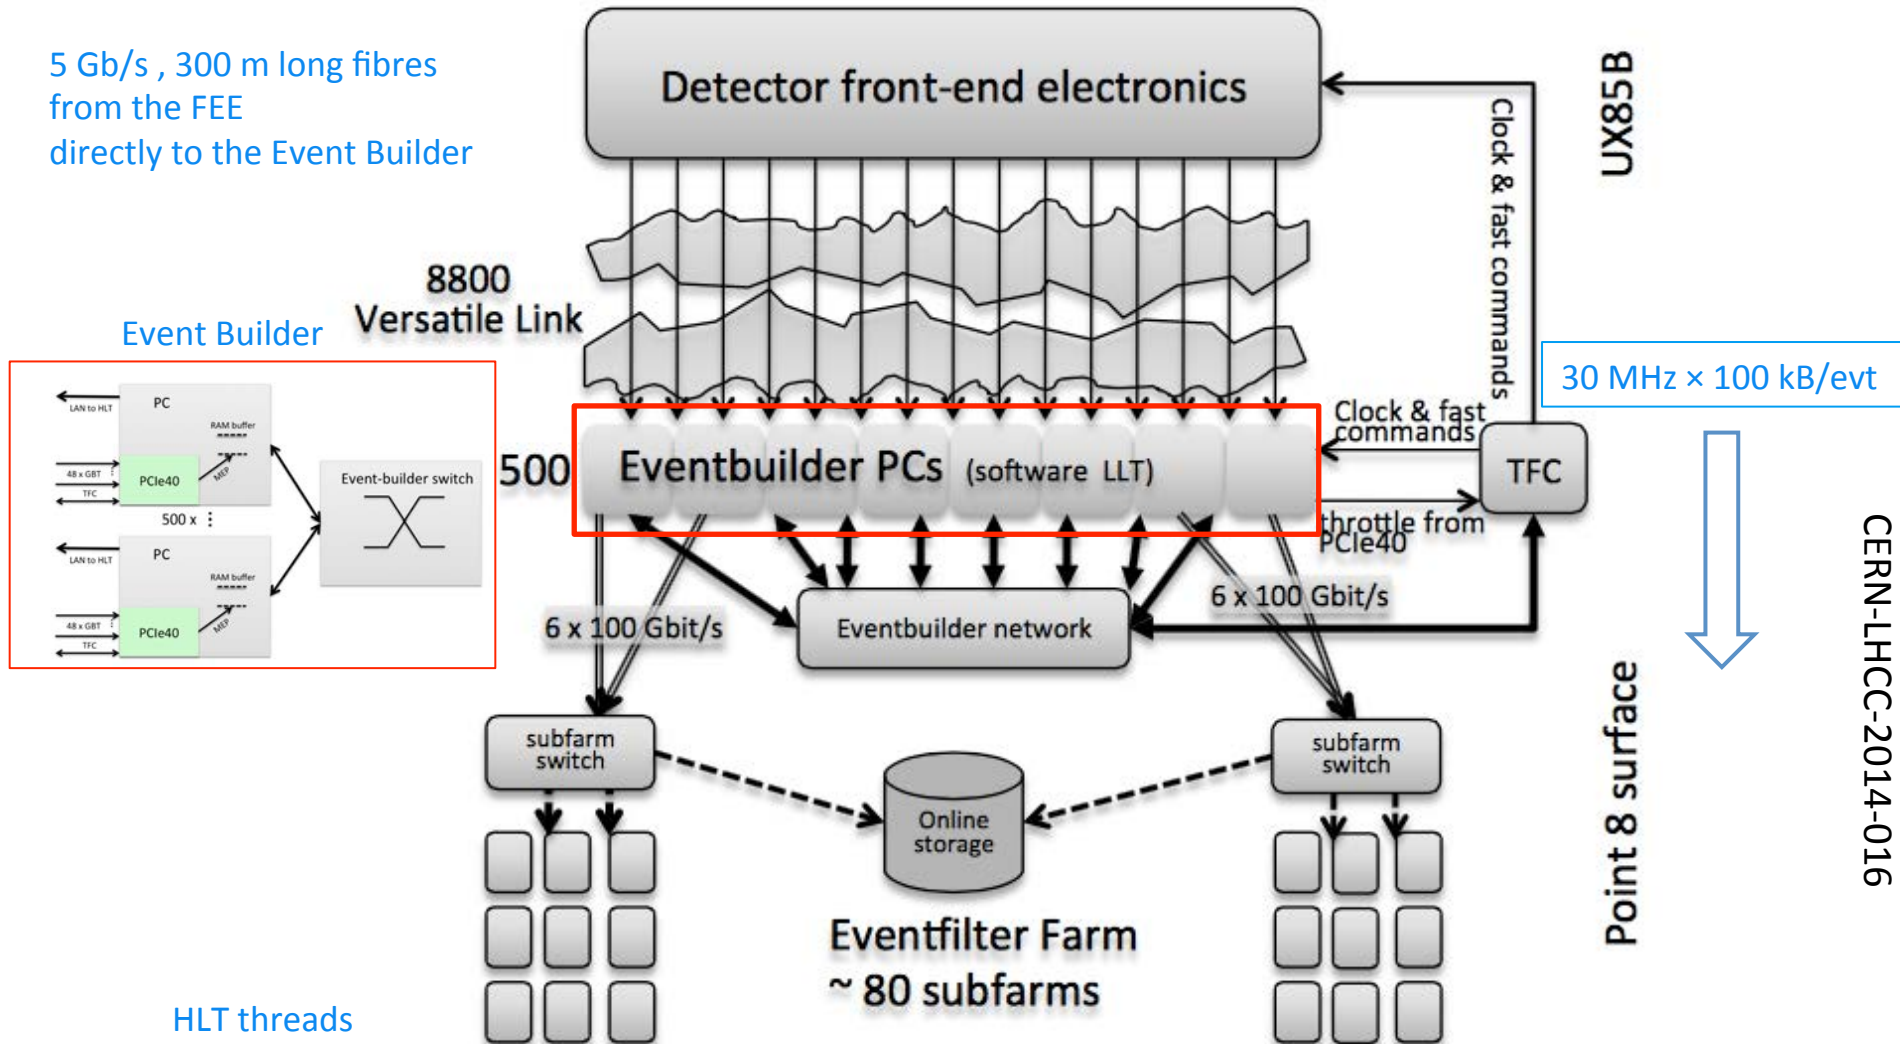 5 Gb/s , 300 m long fibres
from the FEE
directly to the Event Builder
Detector front-end electronics
UX85B
Clock & fast commands
8800
Versatile Link
Event Builder
30 MHz × 100 kB/evt
LAN to HLT
PC
RAM buffer
48 x GBT
PCIe40
MEP
TFC
500 x
Event-builder switch
LAN to HLT
PC
RAM buffer
48 x GBT
PCIe40
MEP
TFC
500
Eventbuilder PCs (software LLT)
Clock & fast
commands
TFC
throttle from
PCIe40
6 x 100 Gbit/s
Eventbuilder network
6 x 100 Gbit/s
CERN-LHCC-2014-016
Point 8 surface
subfarm
switch
subfarm
switch
Online
storage
Eventfilter Farm
~ 80 subfarms
HLT threads